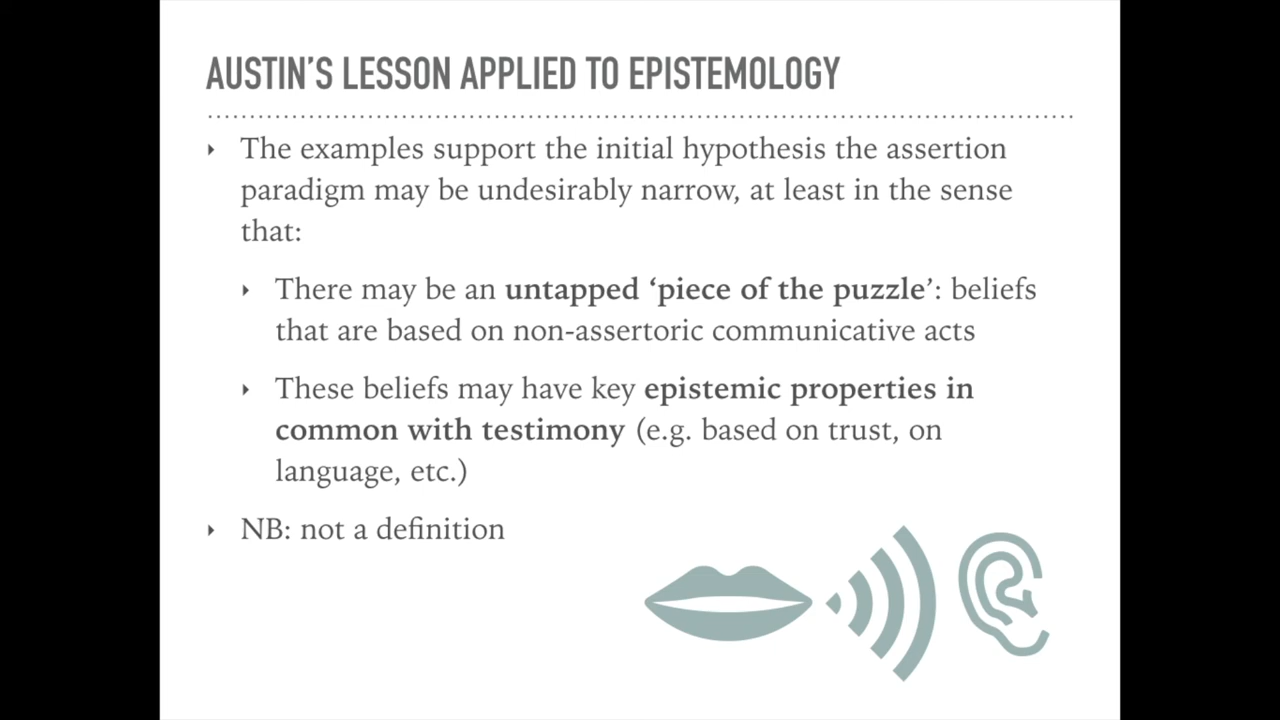 AUSTIN'S LESSON APPLIED TO EPISTEMOLOGY
‣ The examples support the initial hypothesis the assertion
paradigm may be undesirably narrow, at least in the sense
that:
‣ There may be an untapped ‘piece of the puzzle’: beliefs
that are based on non-assertoric communicative acts
‣ These beliefs may have key epistemic properties in
common with testimony (e.g. based on trust, on
language, etc.)
‣ NB: not a definition